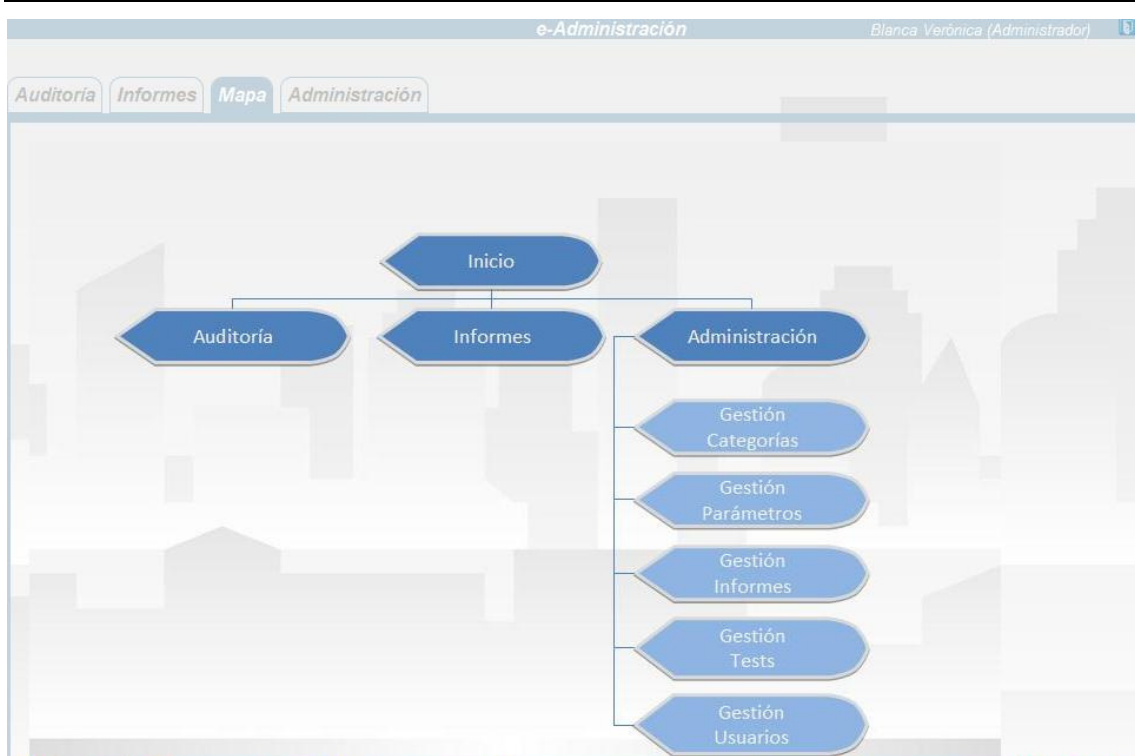 e-Administración
Blanca Verónica (Administrador)
Auditoría
Informes
Mapa
Administración
Inicio
Auditoría
Informes
Administración
Gestión
Categorías
Gestión
Parámetros
Gestión
Informes
Gestión
Tests
Gestión
Usuarios